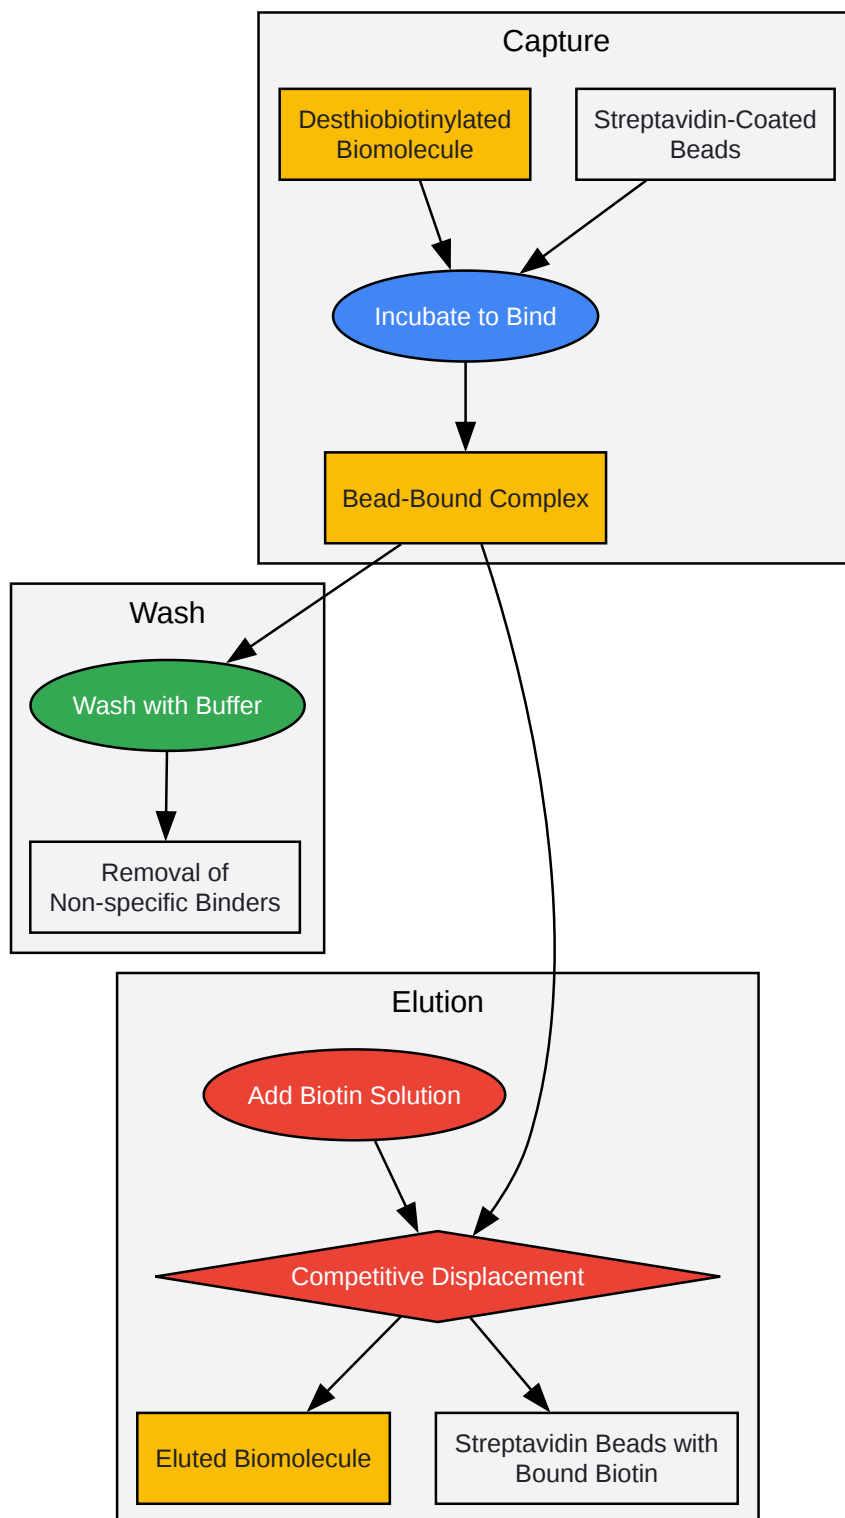 Capture
Desthiobiotinylated
Biomolecule
Streptavidin-Coated
Beads
Incubate to Bind
Bead-Bound Complex
Wash
Wash with Buffer
Removal of
Non-specific Binders
Elution
Add Biotin Solution
Competitive Displacement
Eluted Biomolecule
Streptavidin Beads with
Bound Biotin